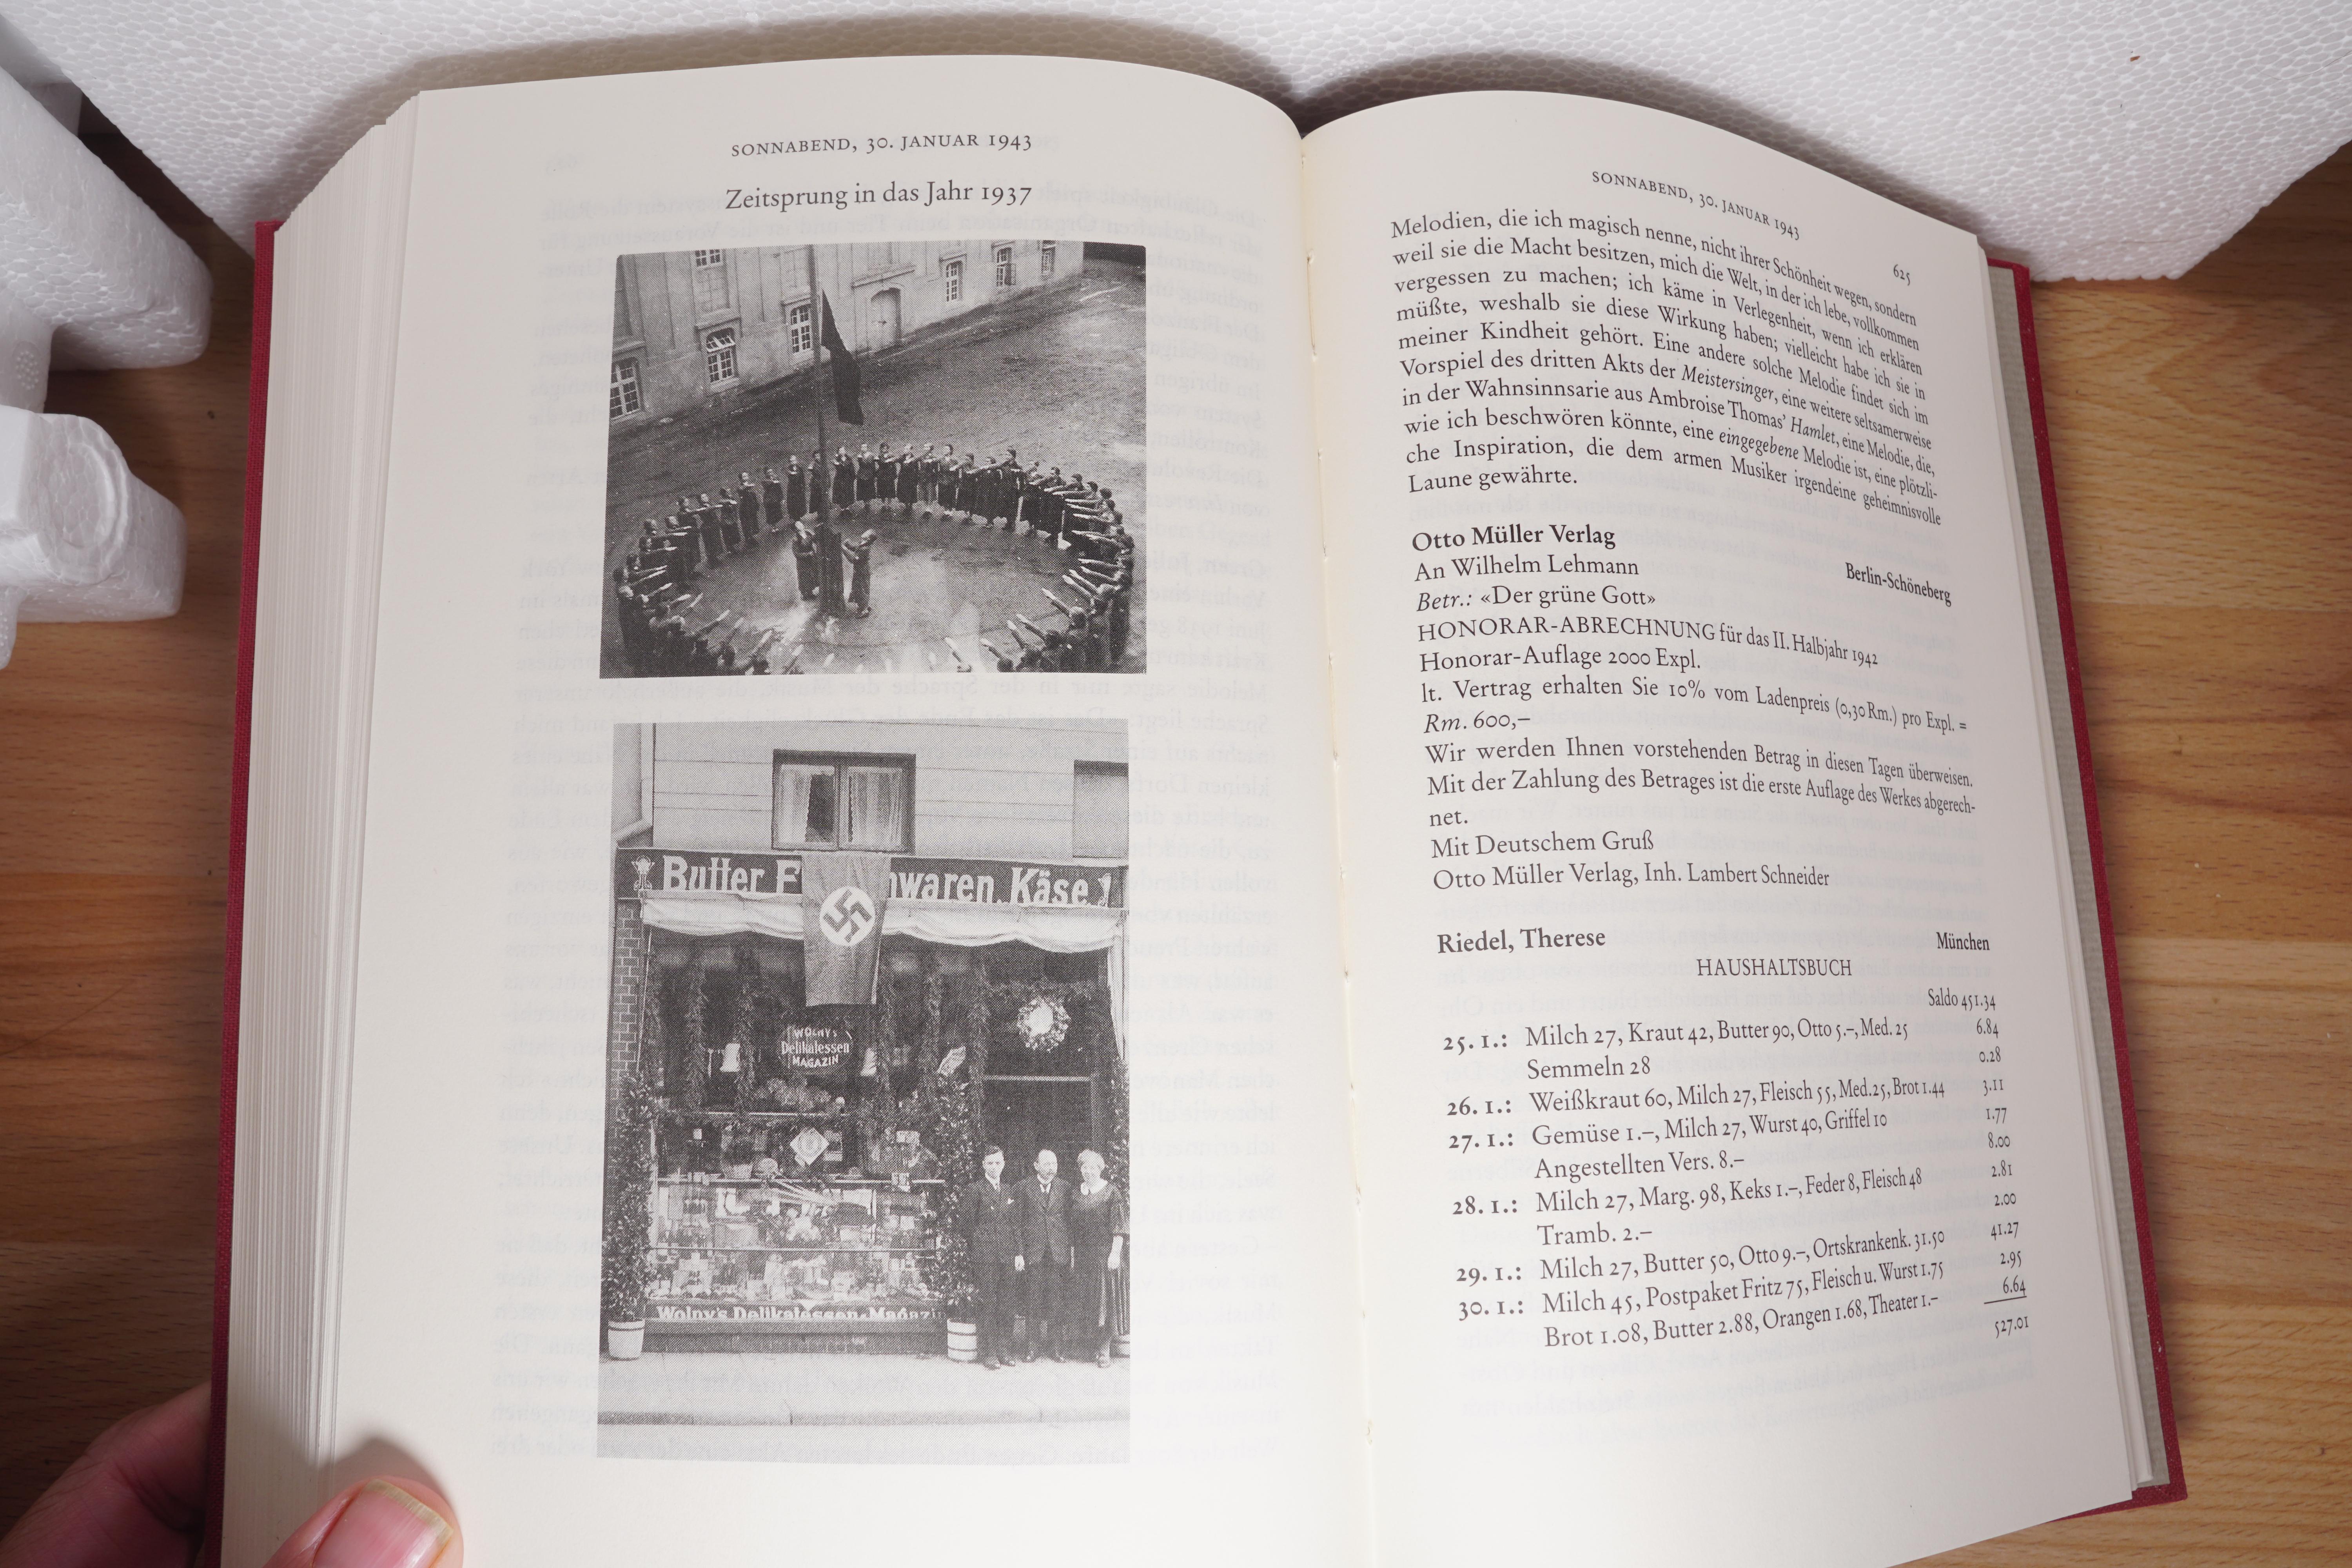 SONNABEND, 30. JANUAR 1943
Zeitsprung in das Jahr 1937
Butter F hwaren. Käse
WOLNY'S
Delikatessen
MAGAZIN
Wolny's Delikatessen-Magazin
SONNABEND, 30. JANUAR 1943
625
Melodien, die ich magisch nenne, nicht ihrer Schönheit wegen, sondern
weil sie die Macht besitzen, mich die Welt, in der ich lebe, vollkommen
vergessen zu machen; ich käme in Verlegenheit, wenn ich erklären
müßte, weshalb sie diese Wirkung haben; vielleicht habe ich sie in
meiner Kindheit gehört. Eine andere solche Melodie findet sich im
Vorspiel des dritten Akts der Meistersinger, eine weitere seltsamerweise
in der Wahnsinnsarie aus Ambroise Thomas' Hamlet, eine Melodie, die,
wie ich beschwören könnte, eine eingegebene Melodie ist, eine plötzli-
che Inspiration, die dem armen Musiker irgendeine geheimnisvolle
Laune gewährte.
Otto Müller Verlag
Berlin-Schöneberg
An Wilhelm Lehmann
Betr.: «Der grüne Gott»
HONORAR-ABRECHNUNG für das II. Halbjahr 1942
Honorar-Auflage 2000 Expl.
lt. Vertrag erhalten Sie 10% vom Ladenpreis (0,30 Rm.) pro Expl. =
Rm. 600,–
Wir werden Ihnen vorstehenden Betrag in diesen Tagen überweisen.
Mit der Zahlung des Betrages ist die erste Auflage des Werkes abgerech-
net.
Mit Deutschem Gruß
Otto Müller Verlag, Inh. Lambert Schneider
Riedel, Therese München
HAUSHALTSBUCH
Saldo 451.34
25. 1.: Milch 27, Kraut 42, Butter 90, Otto 5.–, Med. 25 6.84
Semmeln 28 0.28
26. 1.: Weißkraut 60, Milch 27, Fleisch 55, Med. 25, Brot 1.44 3.11
27. 1.: Gemüse 1.–, Milch 27, Wurst 40, Griffel 10 1.77
Angestellten Vers. 8.– 8.00
28. 1.: Milch 27, Marg. 98, Keks 1.–, Feder 8, Fleisch 48 2.81
Tramb. 2.– 2.00
29. 1.: Milch 27, Butter 50, Otto 9.–, Ortskrankenk. 31.50 41.27
30. 1.: Milch 45, Postpaket Fritz 75, Fleisch u. Wurst 1.75 2.95
Brot 1.08, Butter 2.88, Orangen 1.68, Theater 1.– 6.64
527.01